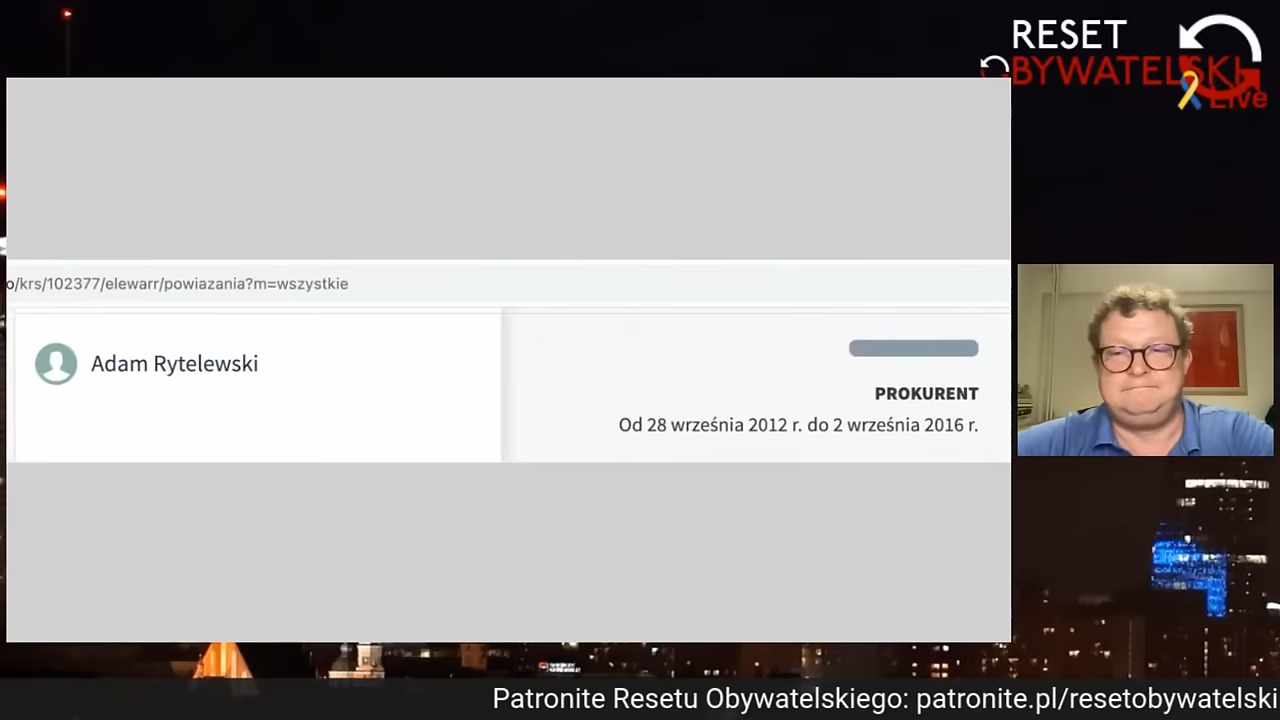 RESET
OBYWATELSKI
Live
o/krs/102377/elewarr/powiazania?m=wszystkie
Adam Rytelewski
PROKURENT
Od 28 września 2012 r. do 2 września 2016 r.
Patronite Resetu Obywatelskiego: patronite.pl/resetobywatelski